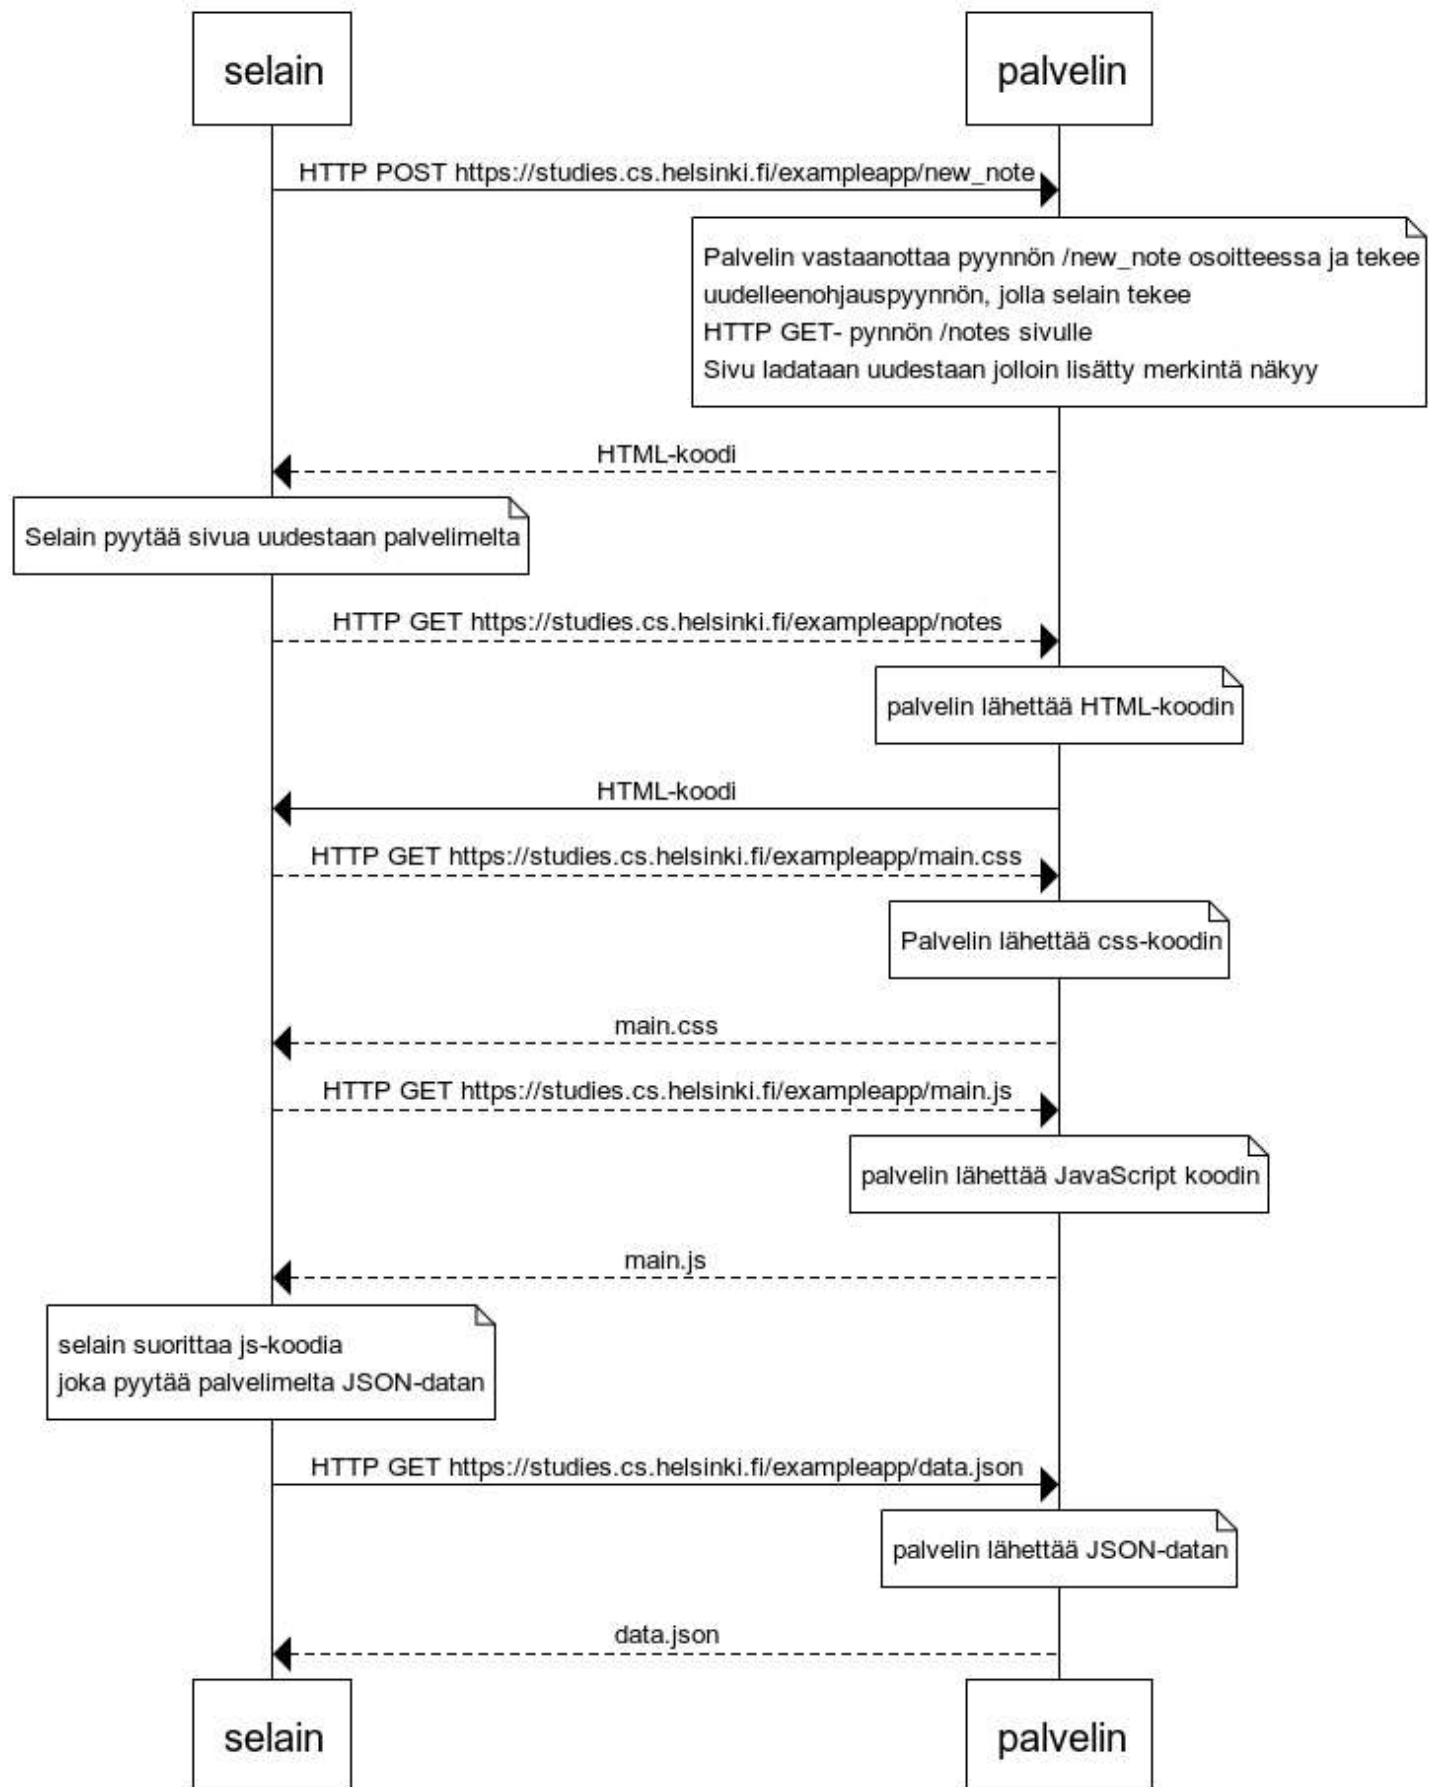 selain
palvelin
HTTP POST https://studies.cs.helsinki.fi/exampleapp/new_note
Palvelin vastaanottaa pyynnön /new_note osoitteessa ja tekee
uudelleenohjauspyynnön, jolla selain tekee
HTTP GET- pynnön /notes sivulle
Sivu ladataan uudestaan jolloin lisätty merkintä näkyy
HTML-koodi
Selain pyytää sivua uudestaan palvelimelta
HTTP GET https://studies.cs.helsinki.fi/exampleapp/notes
palvelin lähettää HTML-koodin
HTML-koodi
HTTP GET https://studies.cs.helsinki.fi/exampleapp/main.css
Palvelin lähettää css-koodin
main.css
HTTP GET https://studies.cs.helsinki.fi/exampleapp/main.js
palvelin lähettää JavaScript koodin
main.js
selain suorittaa js-koodia
joka pyytää palvelimelta JSON-datan
HTTP GET https://studies.cs.helsinki.fi/exampleapp/data.json
palvelin lähettää JSON-datan
data.json
selain
palvelin